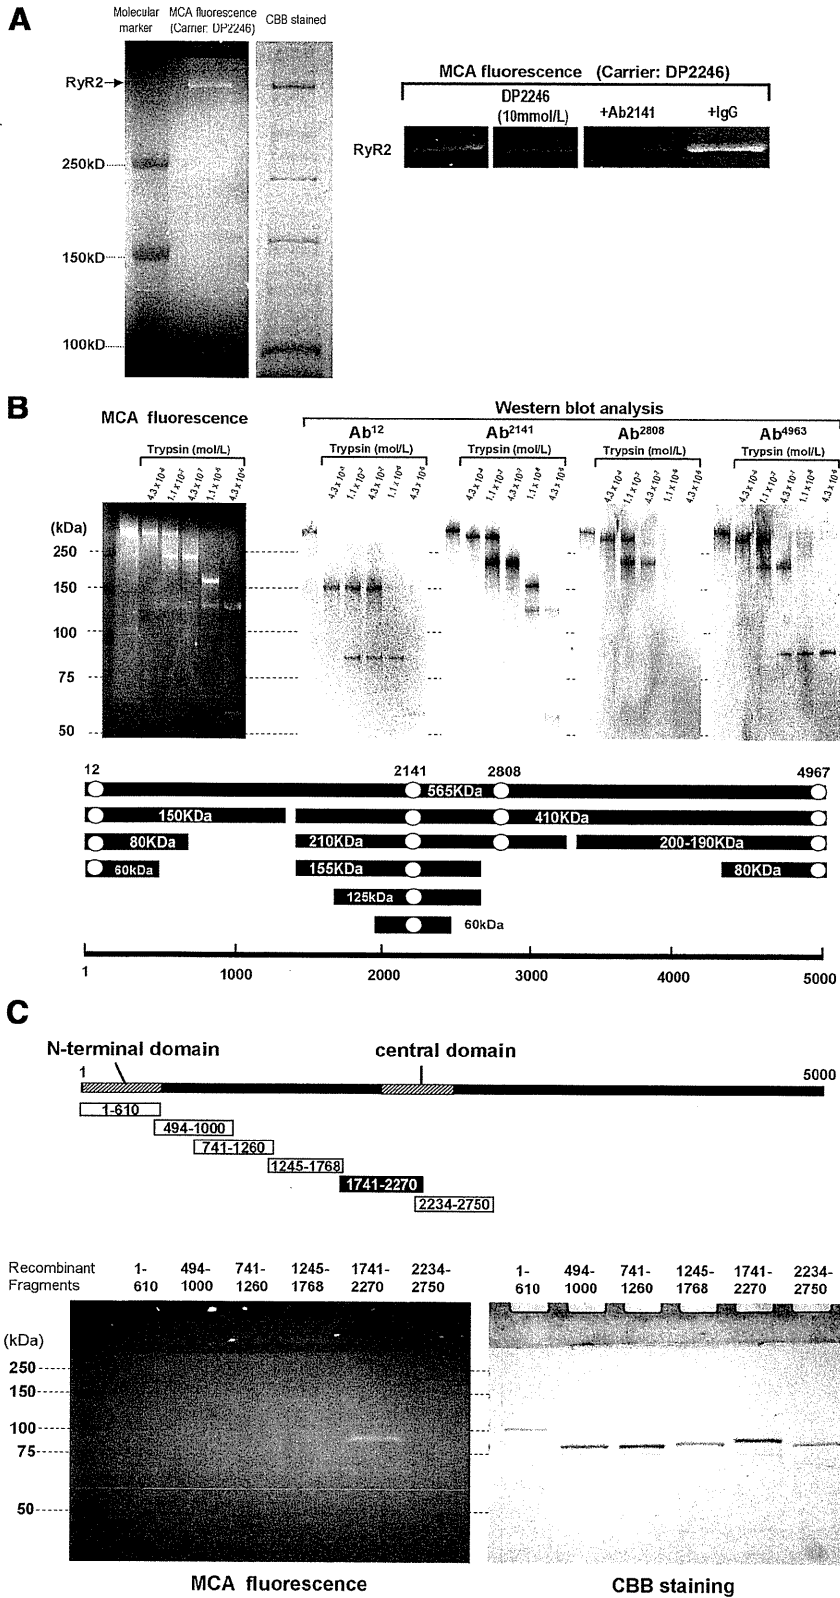 A
Molecular marker
MCA fluorescence (Carrier: DP2246)
CBB stained
RyR2
250kD
150kD
100kD
MCA fluorescence (Carrier: DP2246)
DP2246 (10mmol/L)
+Ab2141
+IgG
RyR2
B
MCA fluorescence
Western blot analysis
Ab12
Ab2141
Ab2808
Ab4963
Trypsin (mol/L)
Trypsin (mol/L)
Trypsin (mol/L)
Trypsin (mol/L)
Trypsin (mol/L)
(kDa)
250
150
100
75
50
12
2141
2808
4967
565KDa
150KDa
410KDa
80KDa
210KDa
200-190KDa
60kDa
155KDa
80KDa
125kDa
60kDa
1
1000
2000
3000
4000
5000
C
N-terminal domain
central domain
1
5000
1-610
494-1000
741-1260
1245-1768
1741-2270
2234-2750
Recombinant Fragments
1-610
494-1000
741-1260
1245-1768
1741-2270
2234-2750
1-610
494-1000
741-1260
1245-1768
1741-2270
2234-2750
(kDa)
250
150
100
75
50
MCA fluorescence
CBB staining